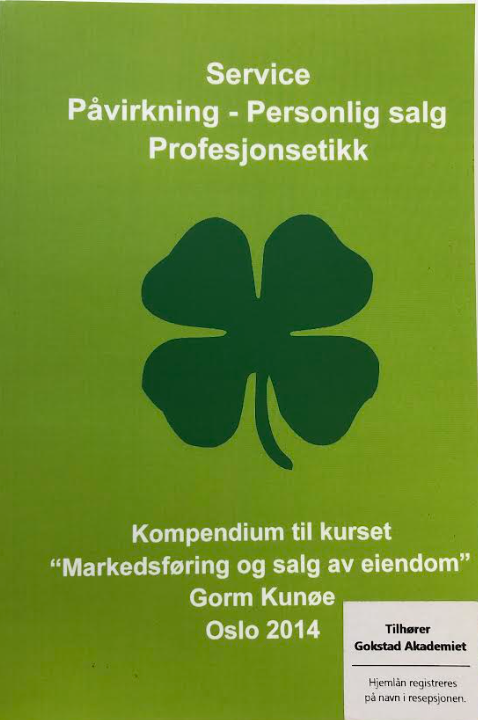 Service
Påvirkning - Personlig salg
Profesjonsetikk
Kompendium til kurset
“Markedsføring og salg av eiendom”
Gorm Kunøe
Oslo 2014
Tilhører
Gokstad Akademiet
Hjemlån registreres
på navn i resepsjonen.